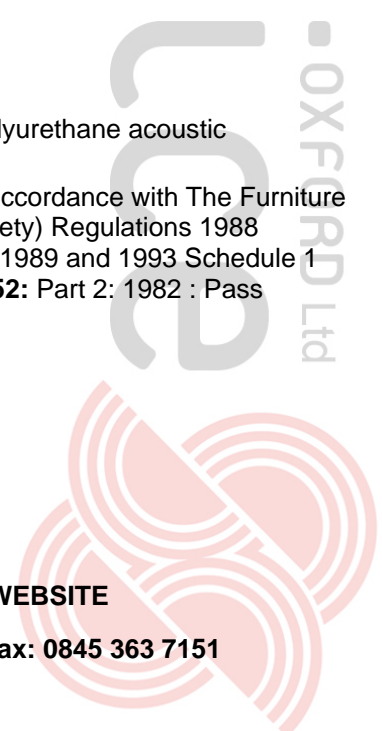 lyurethane acoustic
ccordance with The Furniture
ety) Regulations 1988
1989 and 1993 Schedule 1
52: Part 2: 1982 : Pass
WEBSITE
ax: 0845 363 7151
Lce
OXFORD Ltd